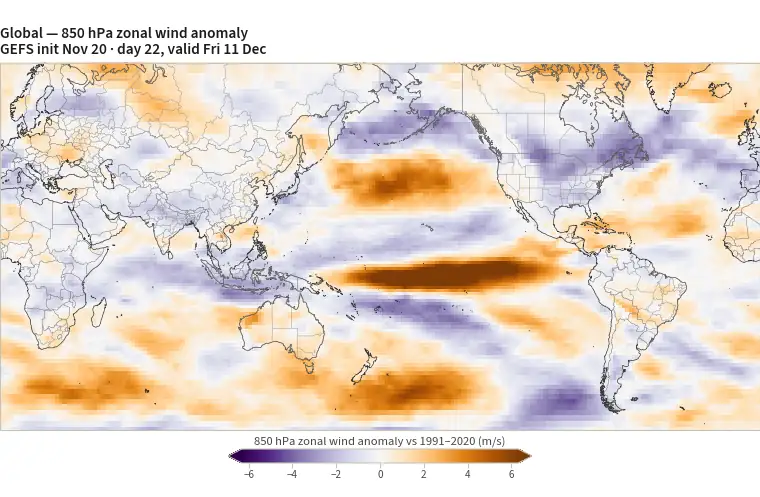 Global — 850 hPa zonal wind anomaly
GEFS init Nov 20 · day 22, valid Fri 11 Dec
850 hPa zonal wind anomaly vs 1991–2020 (m/s)
−6 −4 −2 0 2 4 6